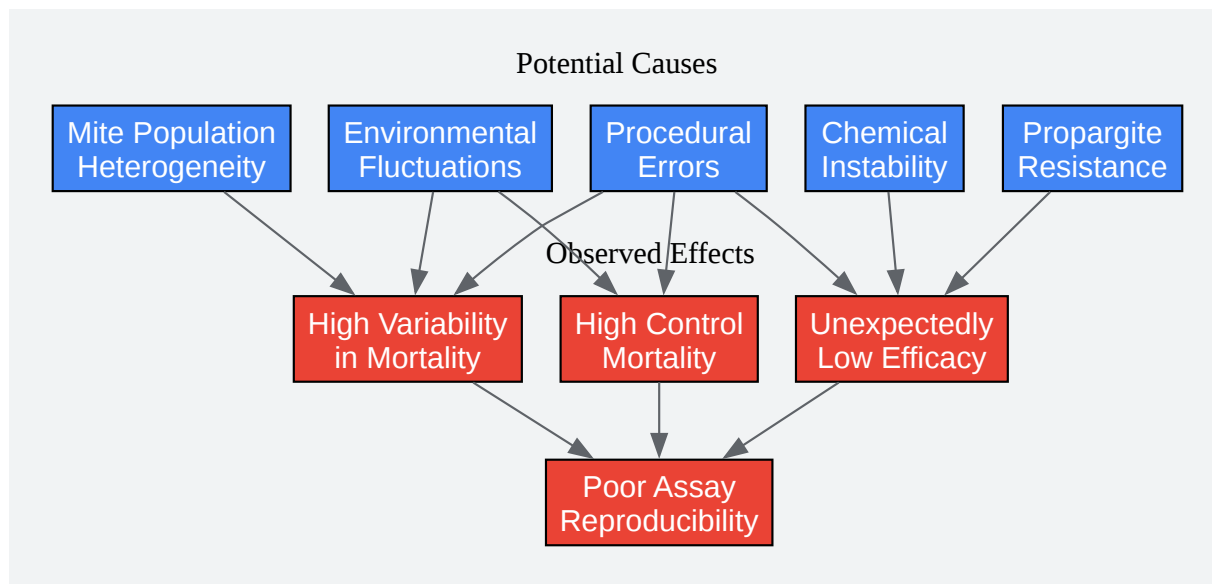 Potential Causes
Mite Population
Heterogeneity
Environmental
Fluctuations
Procedural
Errors
Chemical
Instability
Propargite
Resistance
Observed Effects
High Variability
in Mortality
High Control
Mortality
Unexpectedly
Low Efficacy
Poor Assay
Reproducibility